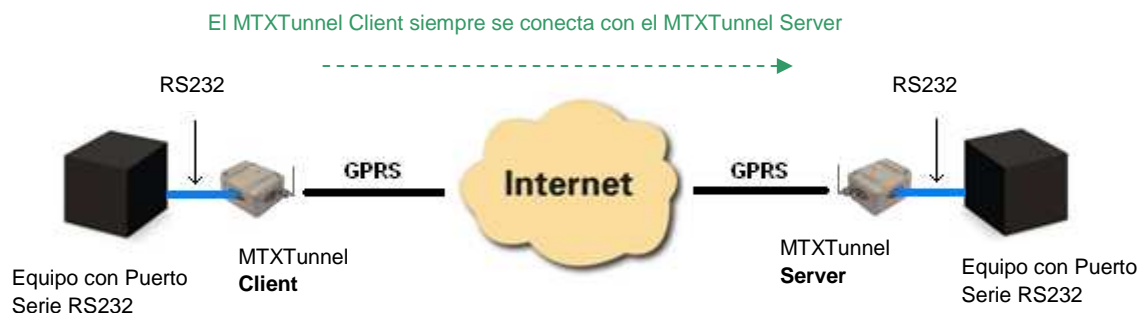 El MTXTunnel Client siempre se conecta con el MTXTunnel Server
RS232
RS232
GPRS
Internet
GPRS
MTXTunnel
Client
MTXTunnel
Server
Equipo con Puerto
Serie RS232
Equipo con Puerto
Serie RS232